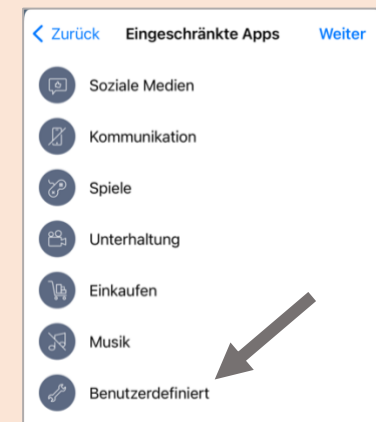 Zurück Eingeschränkte Apps Weiter
Soziale Medien
Kommunikation
Spiele
Unterhaltung
Einkaufen
Musik
Benutzerdefiniert